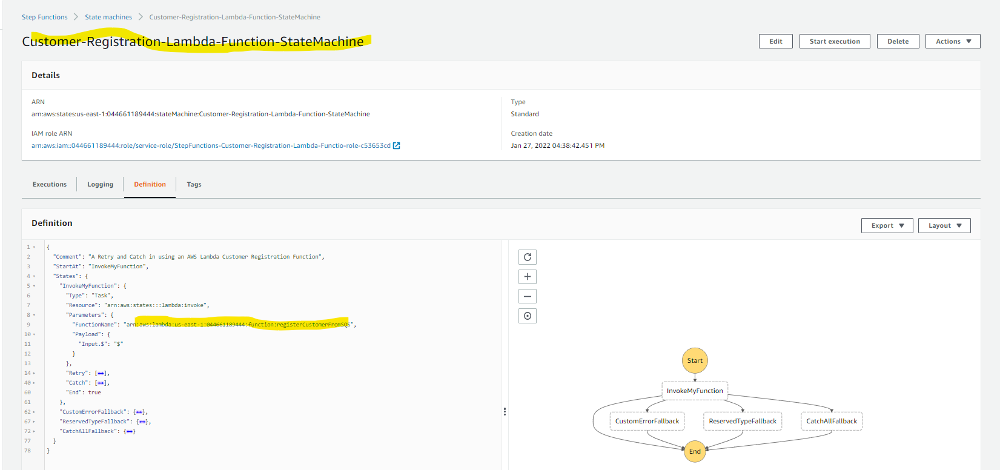 Step Functions > State machines > Customer-Registration-Lambda-Function-StateMachine
Customer-Registration-Lambda-Function-StateMachine
Edit
Start execution
Delete
Actions
Details
ARN
arn:aws:states:us-east-1:044661189444:stateMachine:Customer-Registration-Lambda-Function-StateMachine
IAM role ARN
arn:aws:iam::044661189444:role/service-role/StepFunctions-Customer-Registration-Lambda-Functio-role-c53653cd
Type
Standard
Creation date
Jan 27, 2022 04:38:42.451 PM
Executions
Logging
Definition
Tags
Definition
Export
Layout
1 {
2 "Comment": "A Retry and Catch in using an AWS Lambda Customer Registration Function",
3 "StartAt": "InvokeMyFunction",
4 "States": {
5 "InvokeMyFunction": {
6 "Type": "Task",
7 "Resource": "arn:aws:states:::lambda:invoke",
8 "Parameters": {
9 "FunctionName": "arn:aws:lambda:us-east-1:044661189444:function:registerCustomerFromSQS",
10 "Payload": {
11 "Input.$": "$"
12 }
13 },
14 "Retry": [↔],
40 "Catch": [↔],
60 "End": true
61 },
62 "CustomErrorFallback": {↔},
67 "ReservedTypeFallback": {↔},
72 "CatchAllFallback": {↔}
77 }
78 }
Start
InvokeMyFunction
CustomErrorFallback
ReservedTypeFallback
CatchAllFallback
End